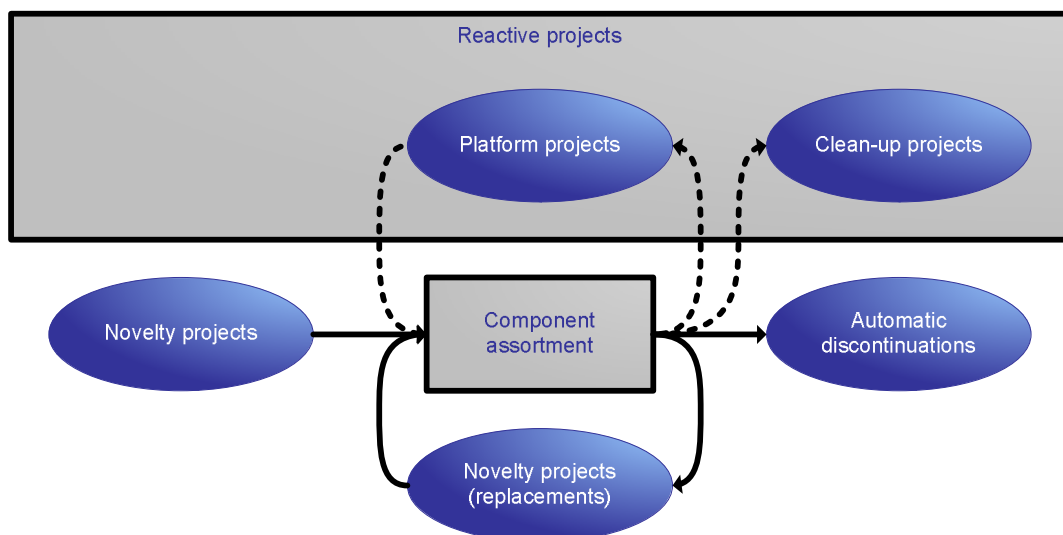 Reactive projects
Platform projects
Clean-up projects
Novelty projects
Component
assortment
Automatic
discontinuations
Novelty projects
(replacements)